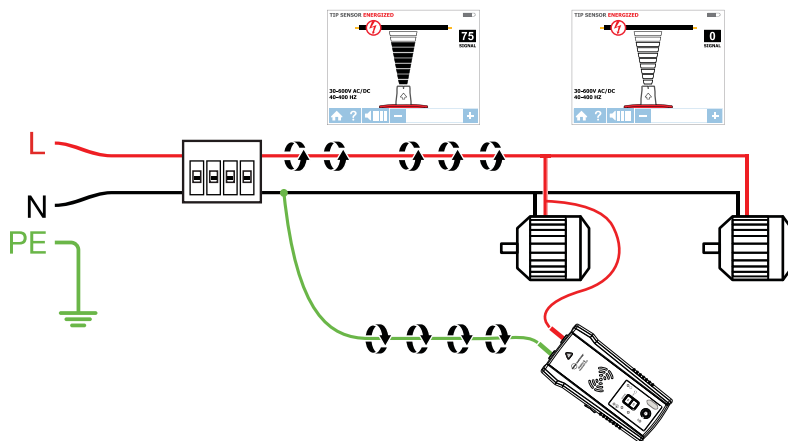 TIP SENSOR ENERGIZED
75
SIGNAL
30-600V AC/DC
40-400 HZ
?
TIP SENSOR ENERGIZED
0
SIGNAL
30-600V AC/DC
40-400 HZ
?
L
N
PE